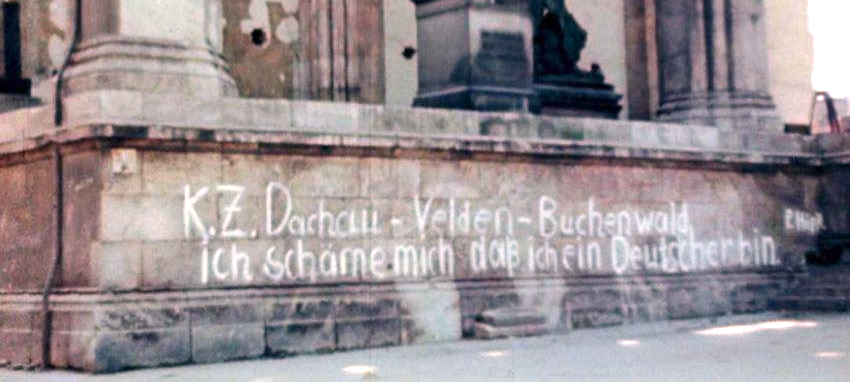 K.Z. Dachau - Velden - Buchenwald,
ich schäme mich daß ich ein Deutscher bin.